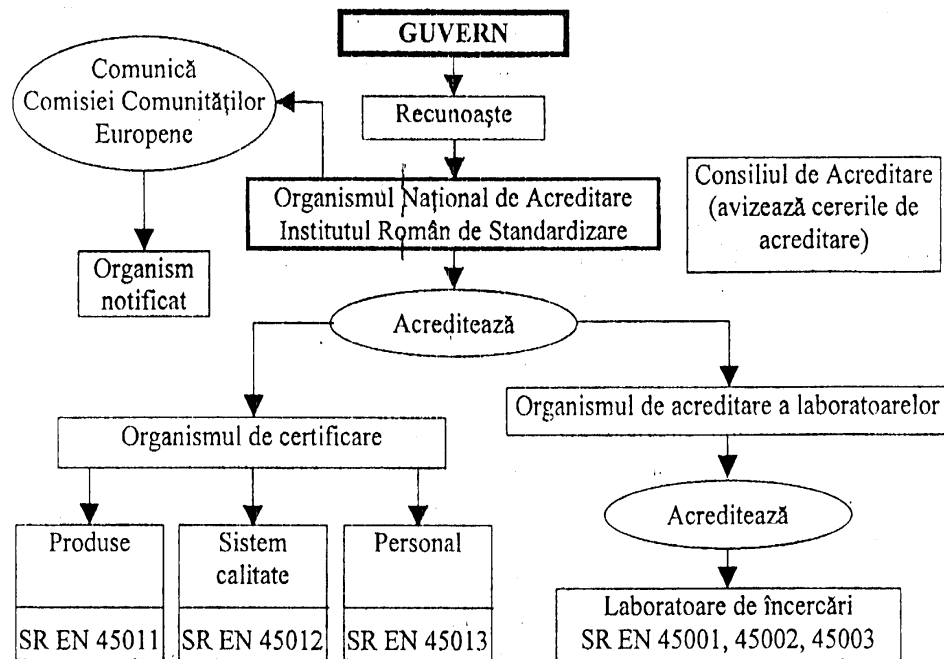 GUVERN
Comunică
Comisiei Comunităților
Europene
Recunoaște
Organismul Național de Acreditare
Institutul Român de Standardizare
Consiliul de Acreditare
(avizează cererile de
acreditare)
Organism
notificat
Acreditează
Organismul de certificare
Organismul de acreditare a laboratoarelor
Acreditează
Produse
SR EN 45011
Sistem
calitate
SR EN 45012
Personal
SR EN 45013
Laboratoare de încercări
SR EN 45001, 45002, 45003